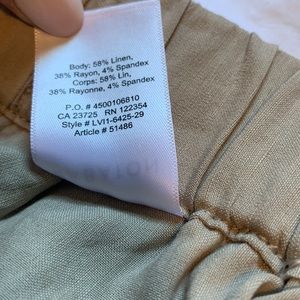 Body: 58% Linen,
38% Rayon, 4% Spandex
Corps: 58% Lin,
38% Rayonne, 4% Spandex
P.O. # 4500106810
CA 23725 RN 122354
Style # LVI1-6425-29
Article # 51486